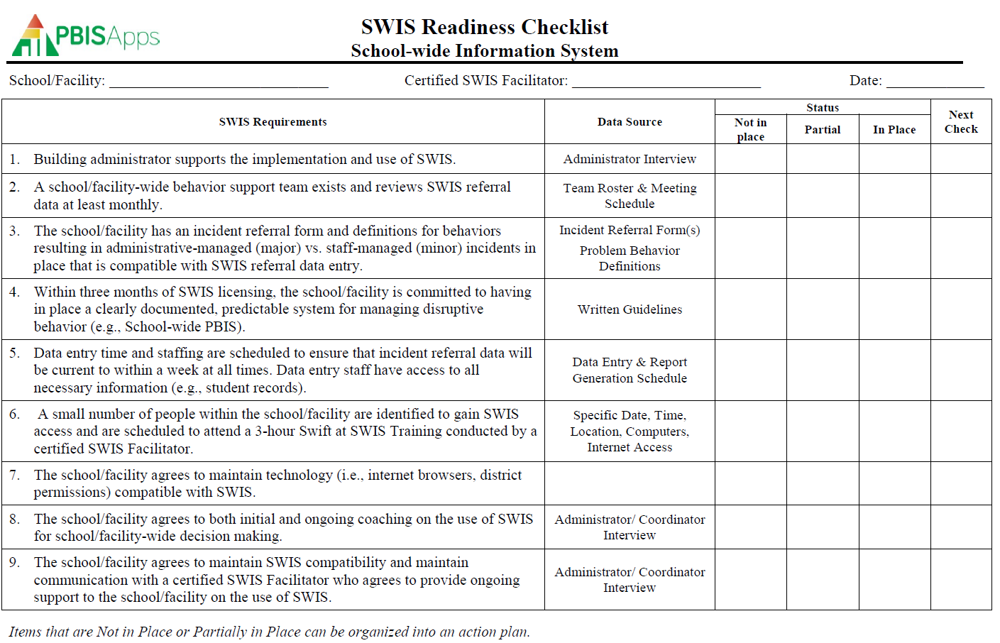 PBISApps
SWIS Readiness Checklist
School-wide Information System
School/Facility: ____________________________ Certified SWIS Facilitator: ________________________ Date: ____________
SWIS Requirements
Data Source
Status
Not in
place
Partial
In Place
Next
Check
1. Building administrator supports the implementation and use of SWIS.
Administrator Interview
2. A school/facility-wide behavior support team exists and reviews SWIS referral
data at least monthly.
Team Roster & Meeting
Schedule
3. The school/facility has an incident referral form and definitions for behaviors
resulting in administrative-managed (major) vs. staff-managed (minor) incidents in
place that is compatible with SWIS referral data entry.
Incident Referral Form(s)
Problem Behavior
Definitions
4. Within three months of SWIS licensing, the school/facility is committed to having
in place a clearly documented, predictable system for managing disruptive
behavior (e.g., School-wide PBIS).
Written Guidelines
5. Data entry time and staffing are scheduled to ensure that incident referral data will
be current to within a week at all times. Data entry staff have access to all
necessary information (e.g., student records).
Data Entry & Report
Generation Schedule
6. A small number of people within the school/facility are identified to gain SWIS
access and are scheduled to attend a 3-hour Swift at SWIS Training conducted by a
certified SWIS Facilitator.
Specific Date, Time,
Location, Computers,
Internet Access
7. The school/facility agrees to maintain technology (i.e., internet browsers, district
permissions) compatible with SWIS.
8. The school/facility agrees to both initial and ongoing coaching on the use of SWIS
for school/facility-wide decision making.
Administrator/ Coordinator
Interview
9. The school/facility agrees to maintain SWIS compatibility and maintain
communication with a certified SWIS Facilitator who agrees to provide ongoing
support to the school/facility on the use of SWIS.
Administrator/ Coordinator
Interview
Items that are Not in Place or Partially in Place can be organized into an action plan.